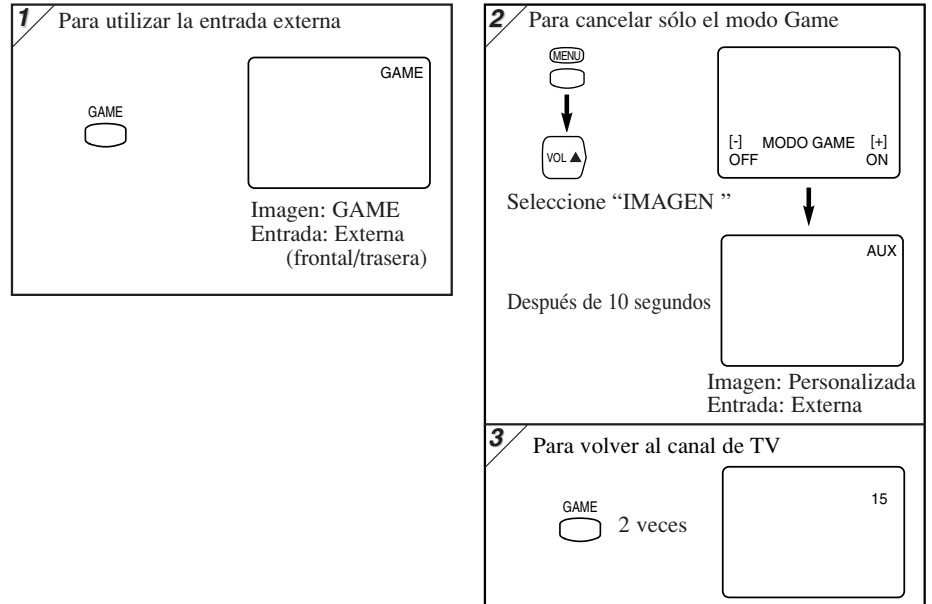 1 Para utilizar la entrada externa
GAME
GAME
Imagen: GAME
Entrada: Externa
(frontal/trasera)
2 Para cancelar sólo el modo Game
MENU
VOL ▲
[-] MODO GAME [+]
OFF ON
Seleccione “IMAGEN ”
AUX
Después de 10 segundos
Imagen: Personalizada
Entrada: Externa
3 Para volver al canal de TV
GAME
2 veces
15